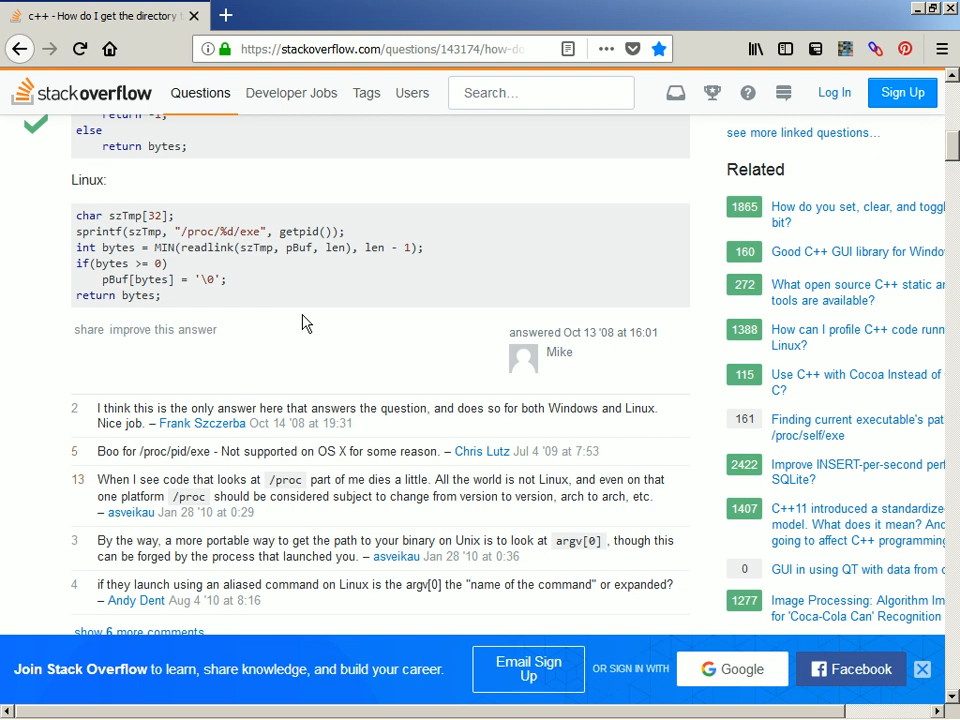 c++ - How do I get the directory t
https://stackoverflow.com/questions/143174/how-do-
stackoverflow
Questions
Developer Jobs
Tags
Users
Search...
Log In
Sign Up
return -1;
else
return bytes;
Linux:
char szTmp[32];
sprintf(szTmp, "/proc/%d/exe", getpid());
int bytes = MIN(readlink(szTmp, pBuf, len), len - 1);
if(bytes >= 0)
pBuf[bytes] = '\0';
return bytes;
share improve this answer
answered Oct 13 '08 at 16:01
Mike
2 I think this is the only answer here that answers the question, and does so for both Windows and Linux.
Nice job. – Frank Szczerba Oct 14 '08 at 19:31
5 Boo for /proc/pid/exe - Not supported on OS X for some reason. – Chris Lutz Jul 4 '09 at 7:53
13 When I see code that looks at /proc part of me dies a little. All the world is not Linux, and even on that
one platform /proc should be considered subject to change from version to version, arch to arch, etc.
– asveikau Jan 28 '10 at 0:29
3 By the way, a more portable way to get the path to your binary on Unix is to look at argv[0] , though this
can be forged by the process that launched you. – asveikau Jan 28 '10 at 0:36
4 if they launch using an aliased command on Linux is the argv[0] the "name of the command" or expanded?
– Andy Dent Aug 4 '10 at 8:16
show 6 more comments
see more linked questions…
Related
1865 How do you set, clear, and toggl
bit?
160 Good C++ GUI library for Window
272 What open source C++ static an
tools are available?
1388 How can I profile C++ code runn
Linux?
115 Use C++ with Cocoa Instead of
C?
161 Finding current executable's pat
/proc/self/exe
2422 Improve INSERT-per-second perf
SQLite?
1407 C++11 introduced a standardize
model. What does it mean? And
going to affect C++ programming
0 GUI in using QT with data from c
1277 Image Processing: Algorithm Im
for 'Coca-Cola Can' Recognition
Join Stack Overflow to learn, share knowledge, and build your career.
Email Sign
Up
OR SIGN IN WITH
Google
Facebook